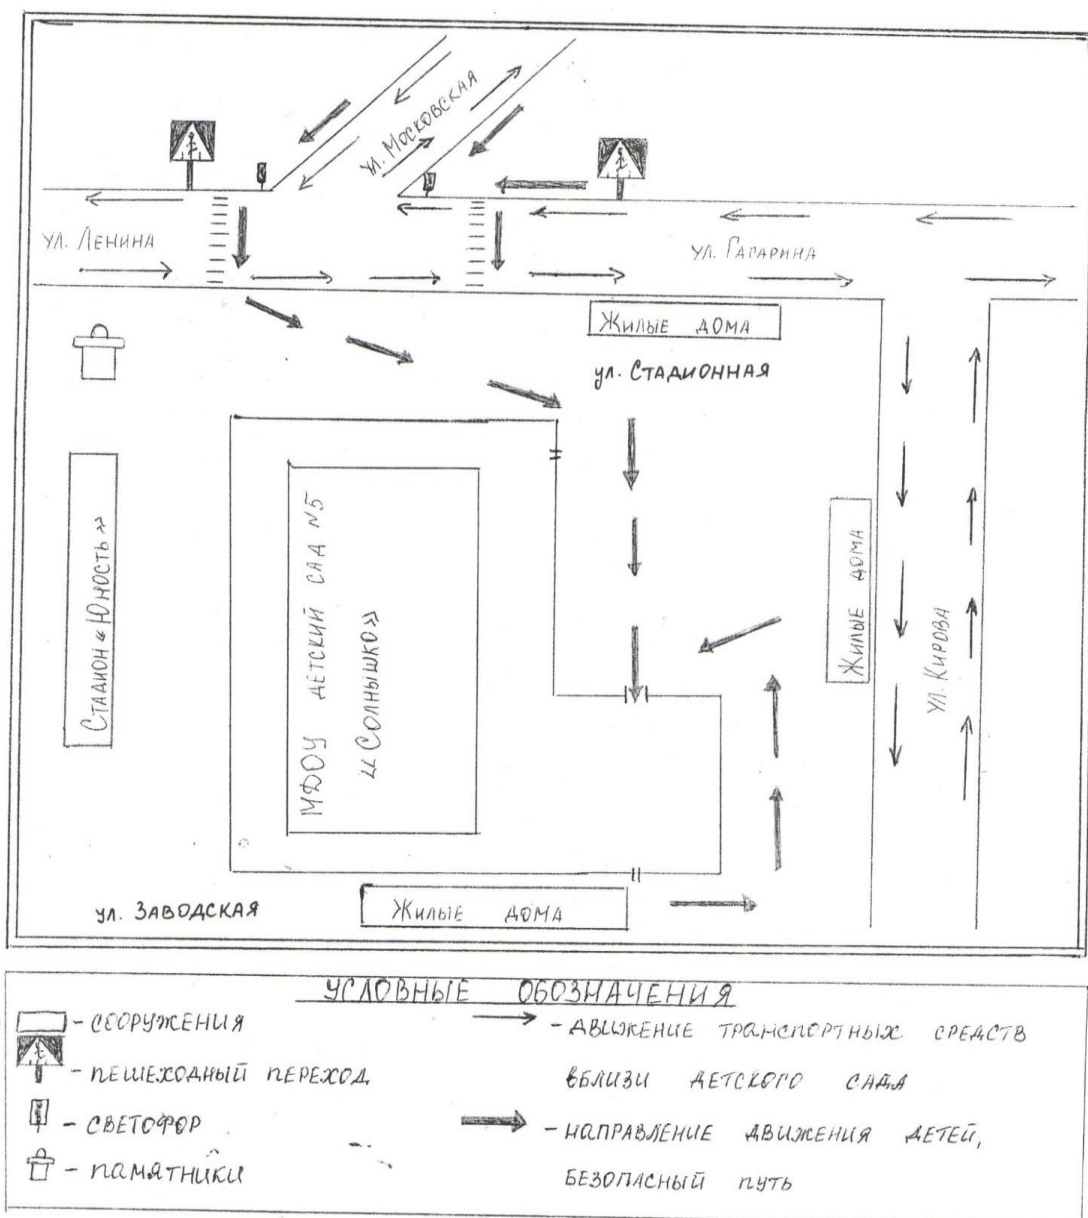 ул. Московская
ул. Ленина
ул. Гагарина
Жилые дома
ул. Стадионная
Стадион «Юность»
МДОУ детский сад №5
«Солнышко»
Жилые дома
ул. Кирова
ул. Заводская
Жилые дома
УСЛОВНЫЕ ОБОЗНАЧЕНИЯ
- СООРУЖЕНИЯ
- ПЕШЕХОДНЫЙ ПЕРЕХОД
- СВЕТОФОР
- ПАМЯТНИКИ
- ДВИЖЕНИЕ ТРАНСПОРТНЫХ СРЕДСТВ
ВБЛИЗИ ДЕТСКОГО САДА
- НАПРАВЛЕНИЕ ДВИЖЕНИЯ ДЕТЕЙ,
БЕЗОПАСНЫЙ ПУТЬ